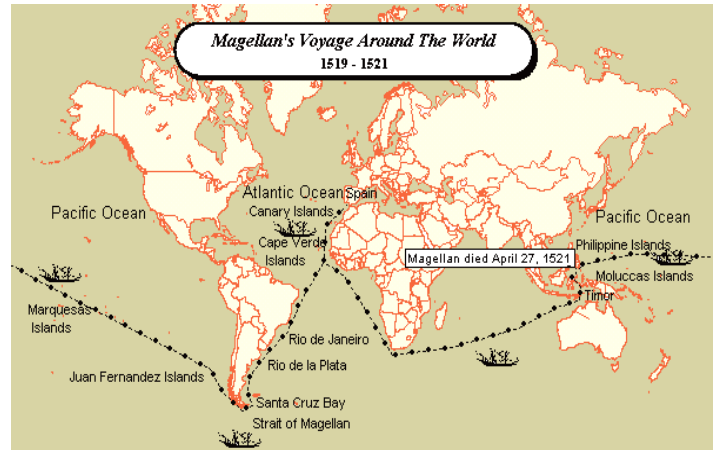 Magellan's Voyage Around The World
1519 - 1521
Atlantic Ocean
Spain
Pacific Ocean
Canary Islands
Pacific Ocean
Cape Verde
Islands
Philippine Islands
Magellan died April 27, 1521
Moluccas Islands
Timor
Marquesas
Islands
Rio de Janeiro
Rio de la Plata
Juan Fernandez Islands
Santa Cruz Bay
Strait of Magellan